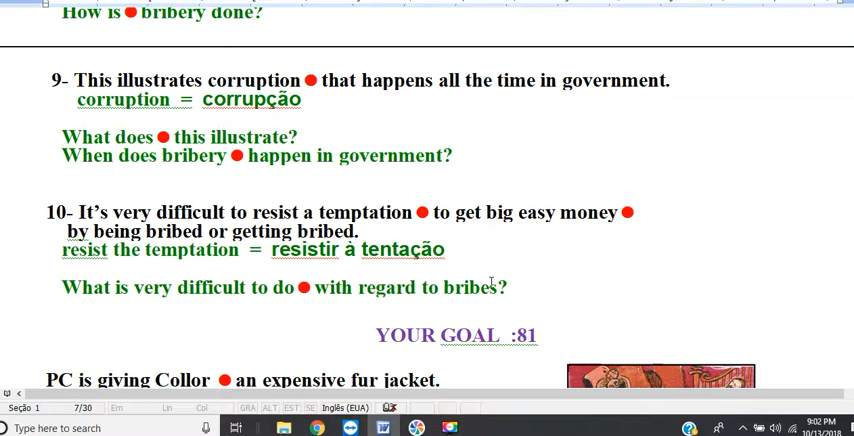 How is bribery done?
9- This illustrates corruption that happens all the time in government.
corruption = corrupção
What does this illustrate?
When does bribery happen in government?
10- It's very difficult to resist a temptation to get big easy money
by being bribed or getting bribed.
resist the temptation = resistir à tentação
What is very difficult to do with regard to bribes?
YOUR GOAL :81
PC is giving Collor an expensive fur jacket.
Seção 1 7/30 Em Lin Col GRA ALT EST SE Inglês (EUA)
Type here to search
9:02 PM
10/13/2018